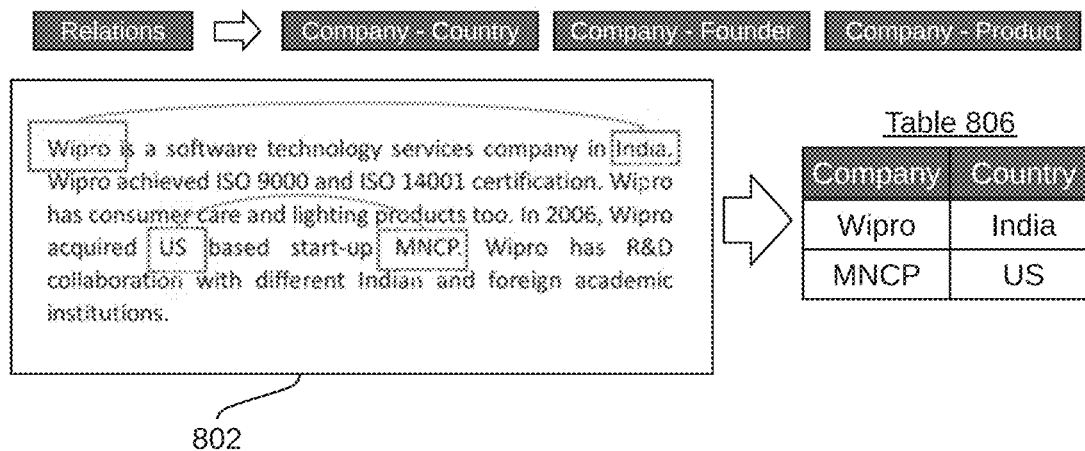 Relations Company - Country Company - Founder Company - Product
Wipro is a software technology services company in India.
Wipro achieved ISO 9000 and ISO 14001 certification. Wipro
has consumer care and lighting products too. In 2006, Wipro
acquired US based start-up MNCP. Wipro has R&D
collaboration with different Indian and foreign academic
institutions.
Table 806
Company Country
Wipro India
MNCP US
802